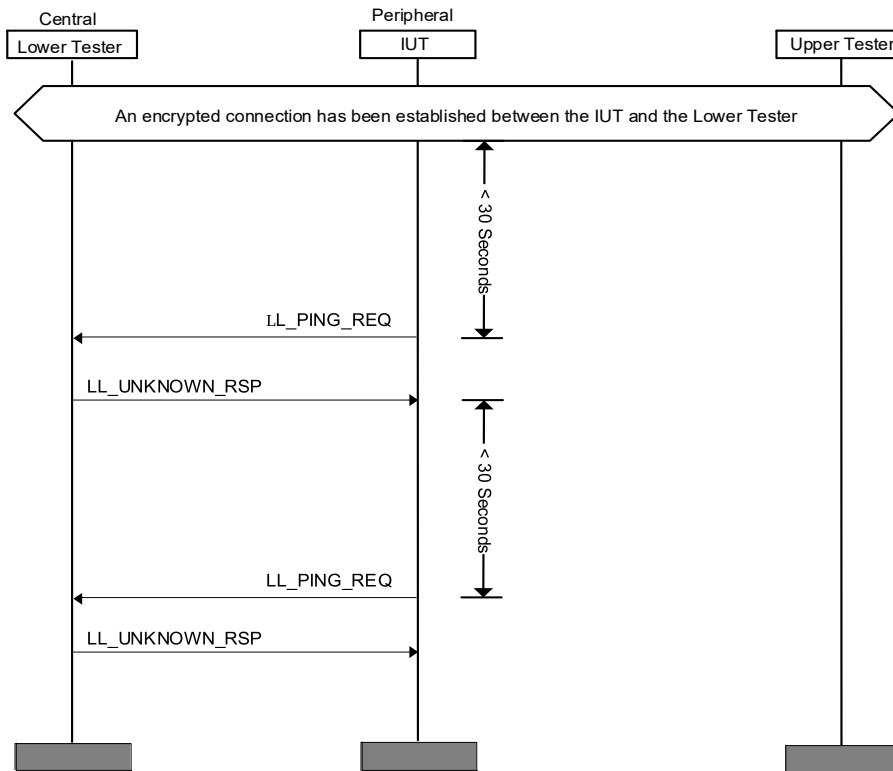 Central
Peripheral
Lower Tester
IUT
Upper Tester
An encrypted connection has been established between the IUT and the Lower Tester
< 30 Seconds
LL_PING_REQ
LL_UNKNOWN_RSP
< 30 Seconds
LL_PING_REQ
LL_UNKNOWN_RSP